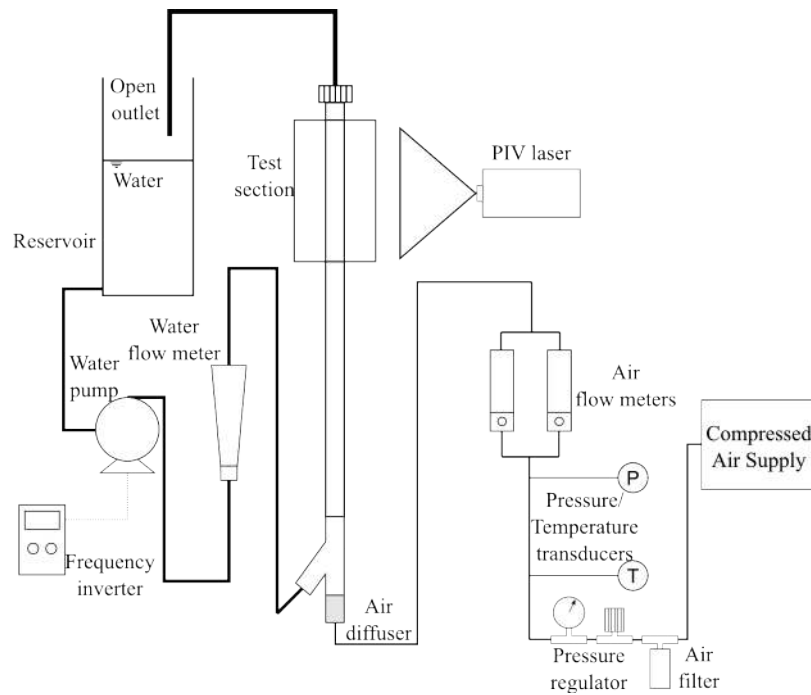 Open
outlet
Water
Reservoir
Test
section
PIV laser
Water
flow meter
Water
pump
Frequency
inverter
Air
diffuser
Air
flow meters
Compressed
Air Supply
P
Pressure/
Temperature
transducers
T
Pressure
regulator
Air
filter